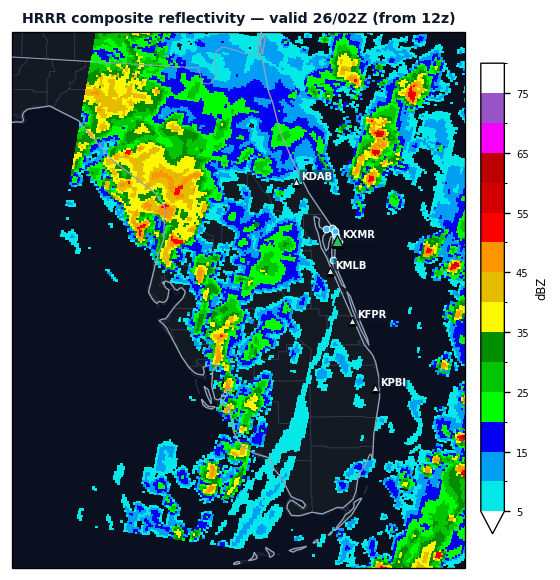 HRRR composite reflectivity — valid 26/02Z (from 12z)
KDAB
KXMR
KMLB
KFPR
KPBI
75
65
55
45
35
25
15
5
dBZ